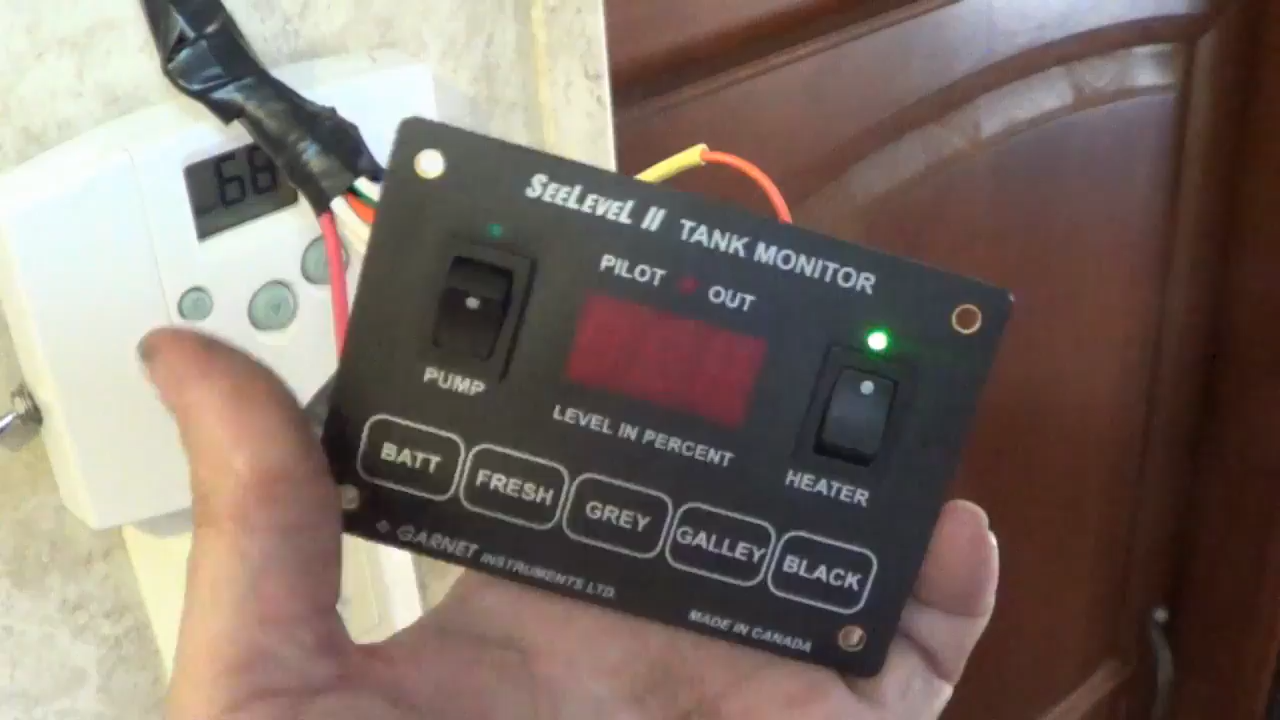 68
SEELEVEL II TANK MONITOR
PILOT OUT
PUMP
LEVEL IN PERCENT
HEATER
BATT
FRESH
GREY
GALLEY
BLACK
GARNET INSTRUMENTS LTD.
MADE IN CANADA